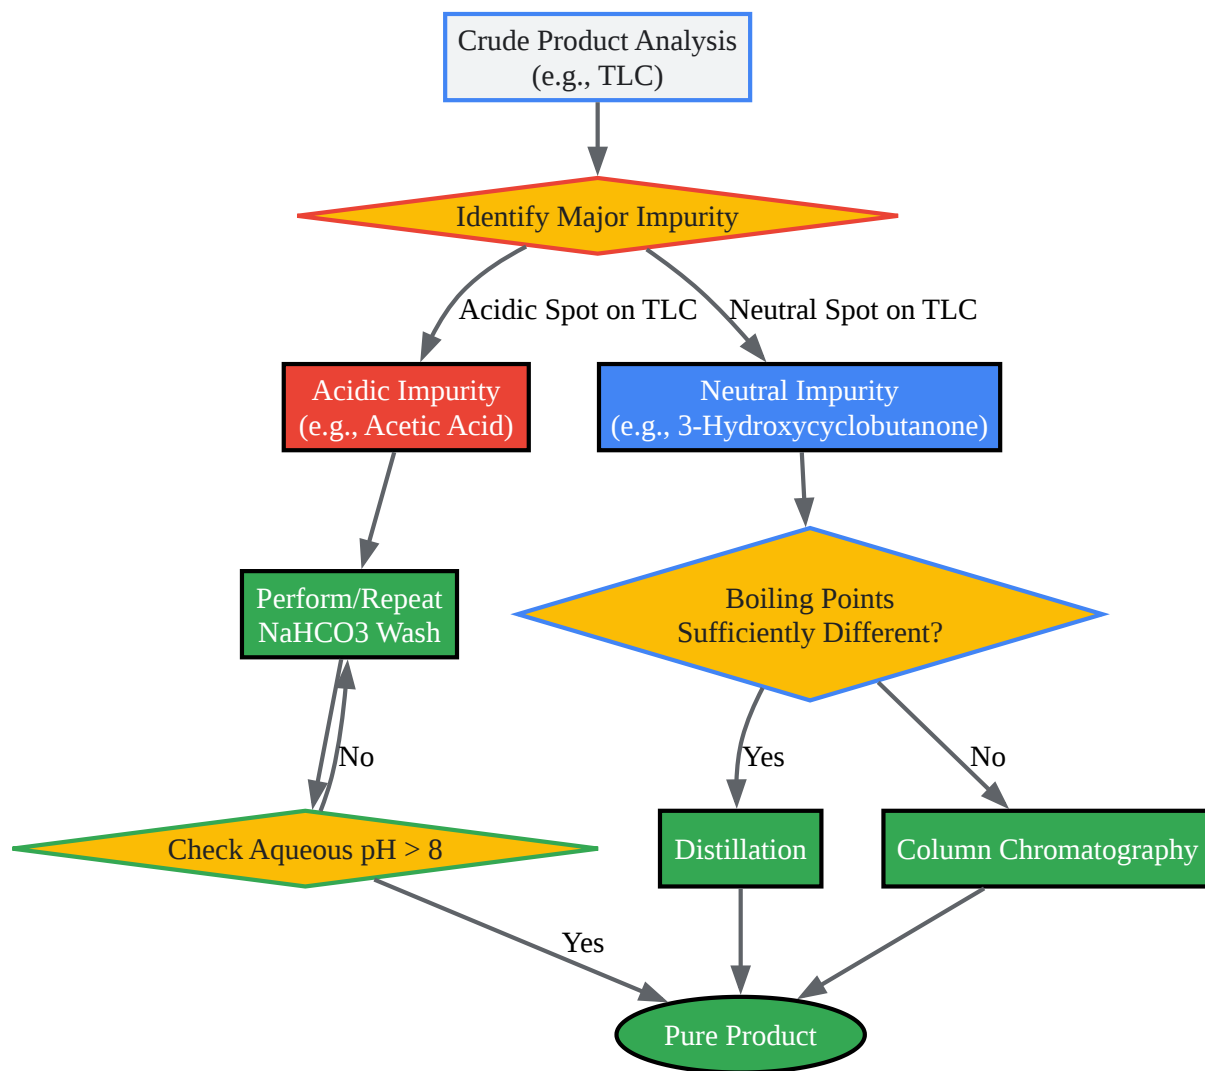 Crude Product Analysis
(e.g., TLC)
Identify Major Impurity
Acidic Spot on TLC
Neutral Spot on TLC
Acidic Impurity
(e.g., Acetic Acid)
Neutral Impurity
(e.g., 3-Hydroxycyclobutanone)
Perform/Repeat
NaHCO3 Wash
Boiling Points
Sufficiently Different?
No
Yes
No
Check Aqueous pH > 8
Distillation
Column Chromatography
Yes
Pure Product